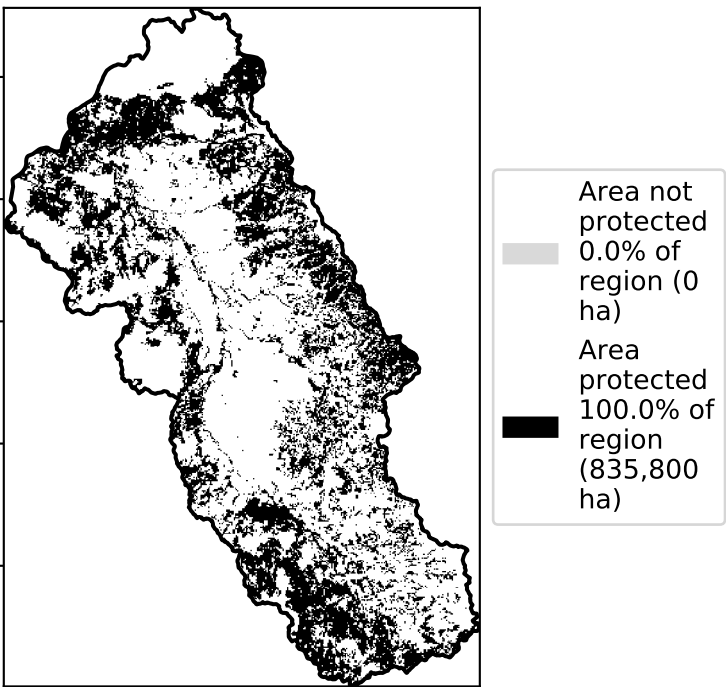 Area not
protected
0.0% of
region (0
ha)
Area
protected
100.0% of
region
(835,800
ha)